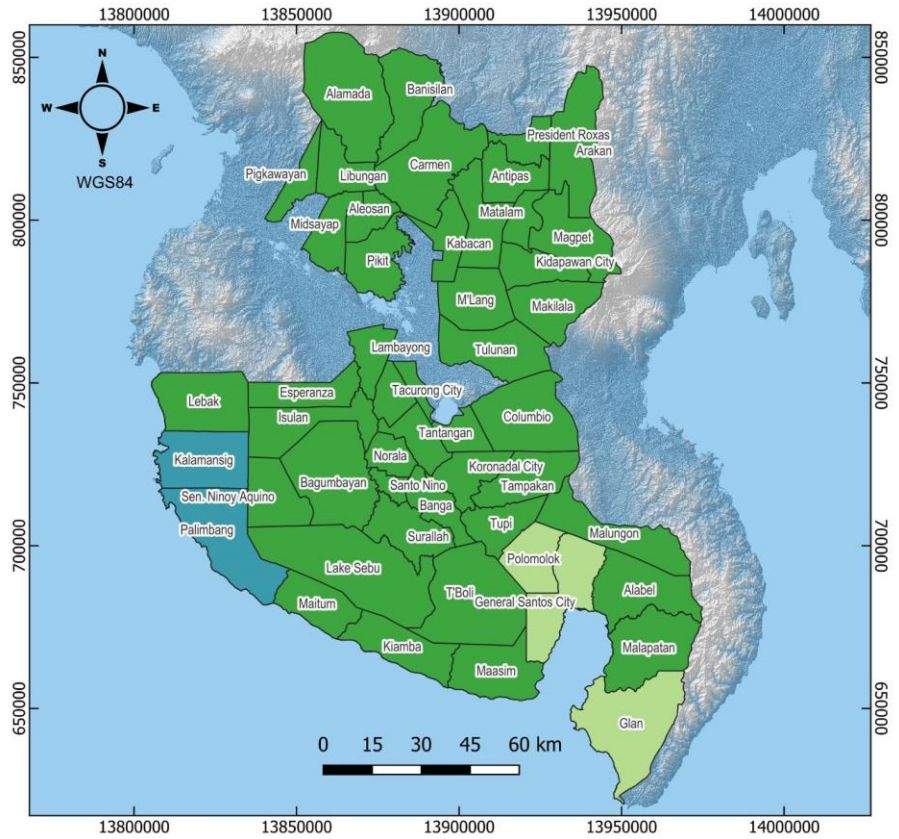 13800000 13850000 13900000 13950000 14000000
850000 850000
N
W E
S
WGS84
Banisilan
Alamada
President Roxas
Arakan
Carmen
Pigkawayan Libungan Antipas
Aleosan Matalam
Midsayap Magpet
Kabacan
Pikit Kidapawan City
800000 800000
M'Lang Makilala
Lambayong Tulunan
750000 750000
Lebak Esperanza Tacurong City
Isulan Columbio
Tantangan
Kalamansig Norala Koronadal City
Bagumbayan Santo Nino Tampakan
Sen. Ninoy Aquino
Banga
Palimbang Tupi
Surallah Malungon
700000 700000
Polomolok
Lake Sebu
T'Boli Alabel
Maitum General Santos City
Kiamba Malapatan
Maasim
650000 650000
Glan
0 15 30 45 60 km
13800000 13850000 13900000 13950000 14000000